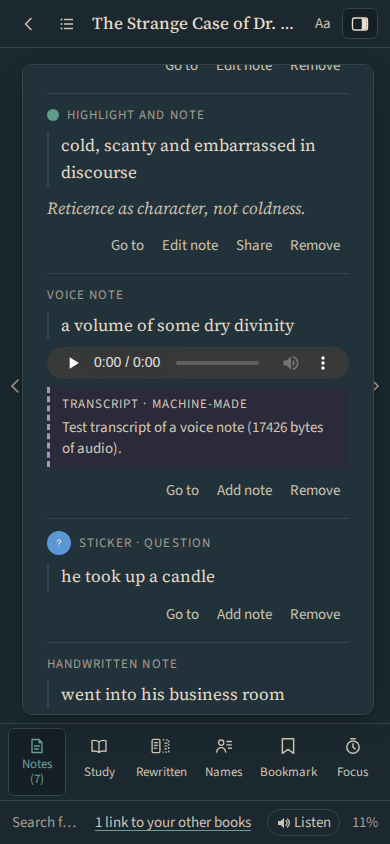 The Strange Case of Dr. ...
Aa
Go to Edit note Remove
HIGHLIGHT AND NOTE
cold, scanty and embarrassed in
discourse
Reticence as character, not coldness.
Go to Edit note Share Remove
VOICE NOTE
a volume of some dry divinity
0:00 / 0:00
TRANSCRIPT · MACHINE-MADE
Test transcript of a voice note (17426 bytes
of audio).
Go to Add note Remove
? STICKER · QUESTION
he took up a candle
Go to Add note Remove
HANDWRITTEN NOTE
went into his business room
Notes
(7)
Study
Rewritten
Names
Bookmark
Focus
Search f... 1 link to your other books Listen 11%